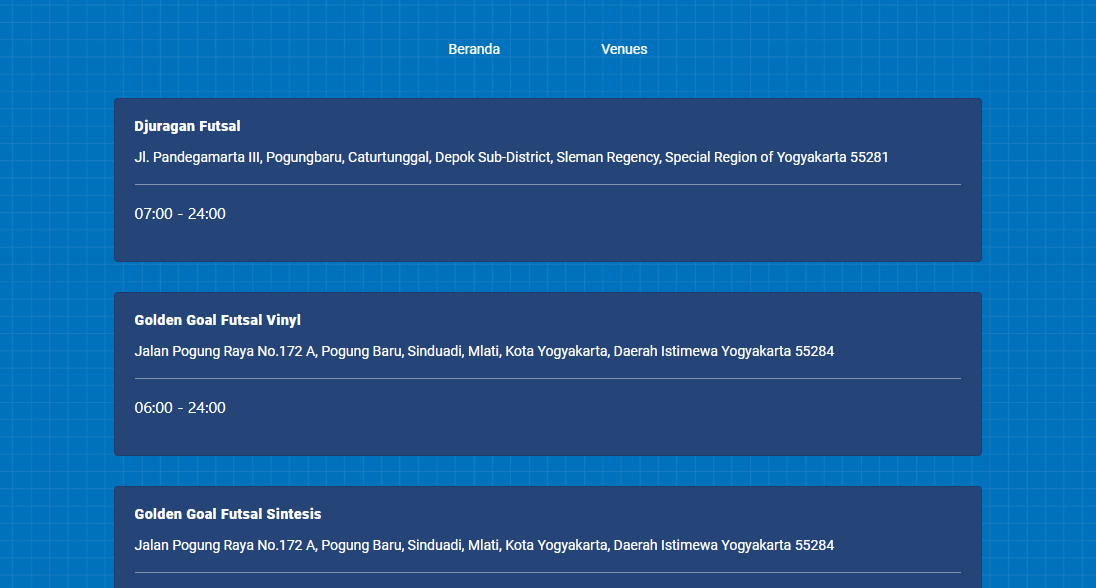 Beranda Venues
Djuragan Futsal
Jl. Pandegamarta III, Pogungbaru, Caturtunggal, Depok Sub-District, Sleman Regency, Special Region of Yogyakarta 55281
07:00 - 24:00
Golden Goal Futsal Vinyl
Jalan Pogung Raya No.172 A, Pogung Baru, Sinduadi, Mlati, Kota Yogyakarta, Daerah Istimewa Yogyakarta 55284
06:00 - 24:00
Golden Goal Futsal Sintesis
Jalan Pogung Raya No.172 A, Pogung Baru, Sinduadi, Mlati, Kota Yogyakarta, Daerah Istimewa Yogyakarta 55284